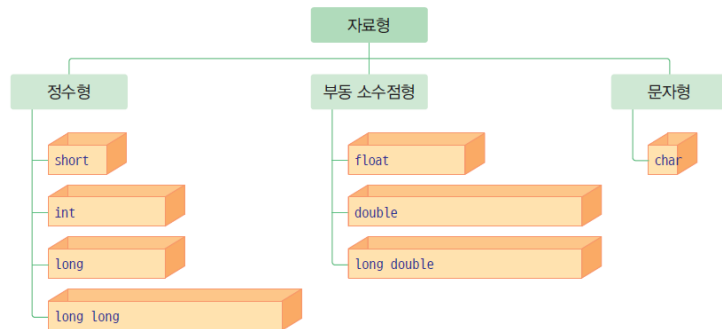 자료형
정수형
short
int
long
long long
부동 소수점형
float
double
long double
문자형
char